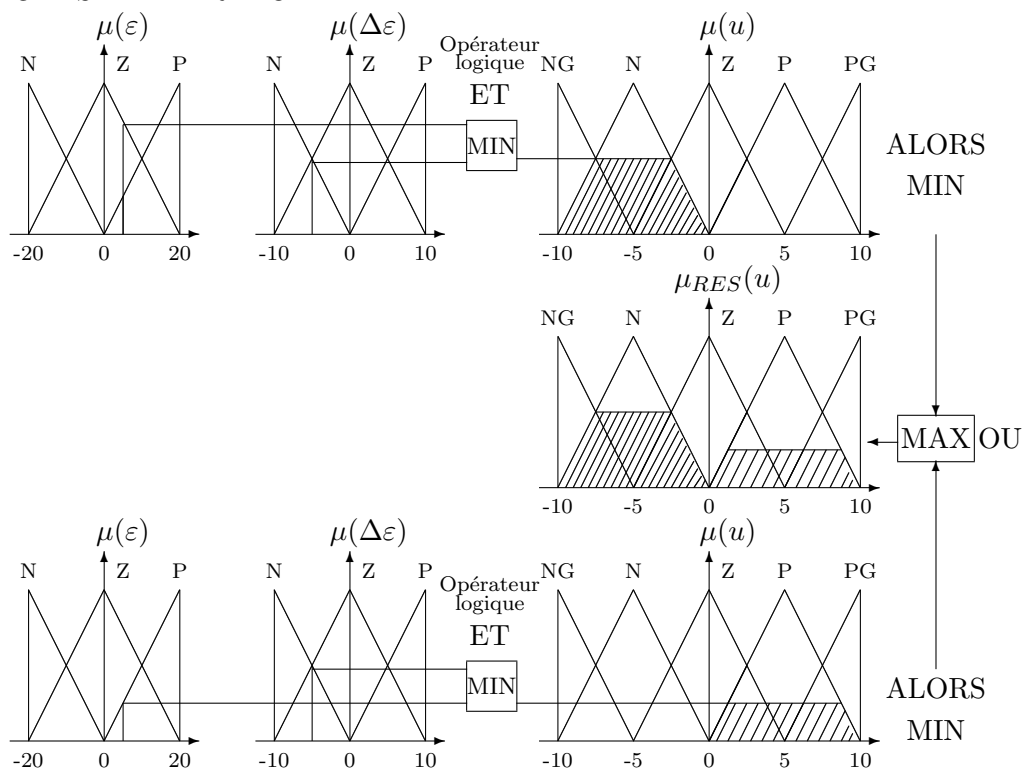 μ(ε) μ(Δε) Opérateur logique μ(u)
N Z P N Z P ET NG N Z P PG
MIN ALORS
MIN
-20 0 20 -10 0 10 -10 -5 0 5 10
μ_RES(u)
NG N Z P PG
MAX OU
-10 -5 0 5 10
μ(ε) μ(Δε) μ(u)
N Z P N Z P Opérateur logique NG N Z P PG
ET
MIN ALORS
MIN
-20 0 20 -10 0 10 -10 -5 0 5 10